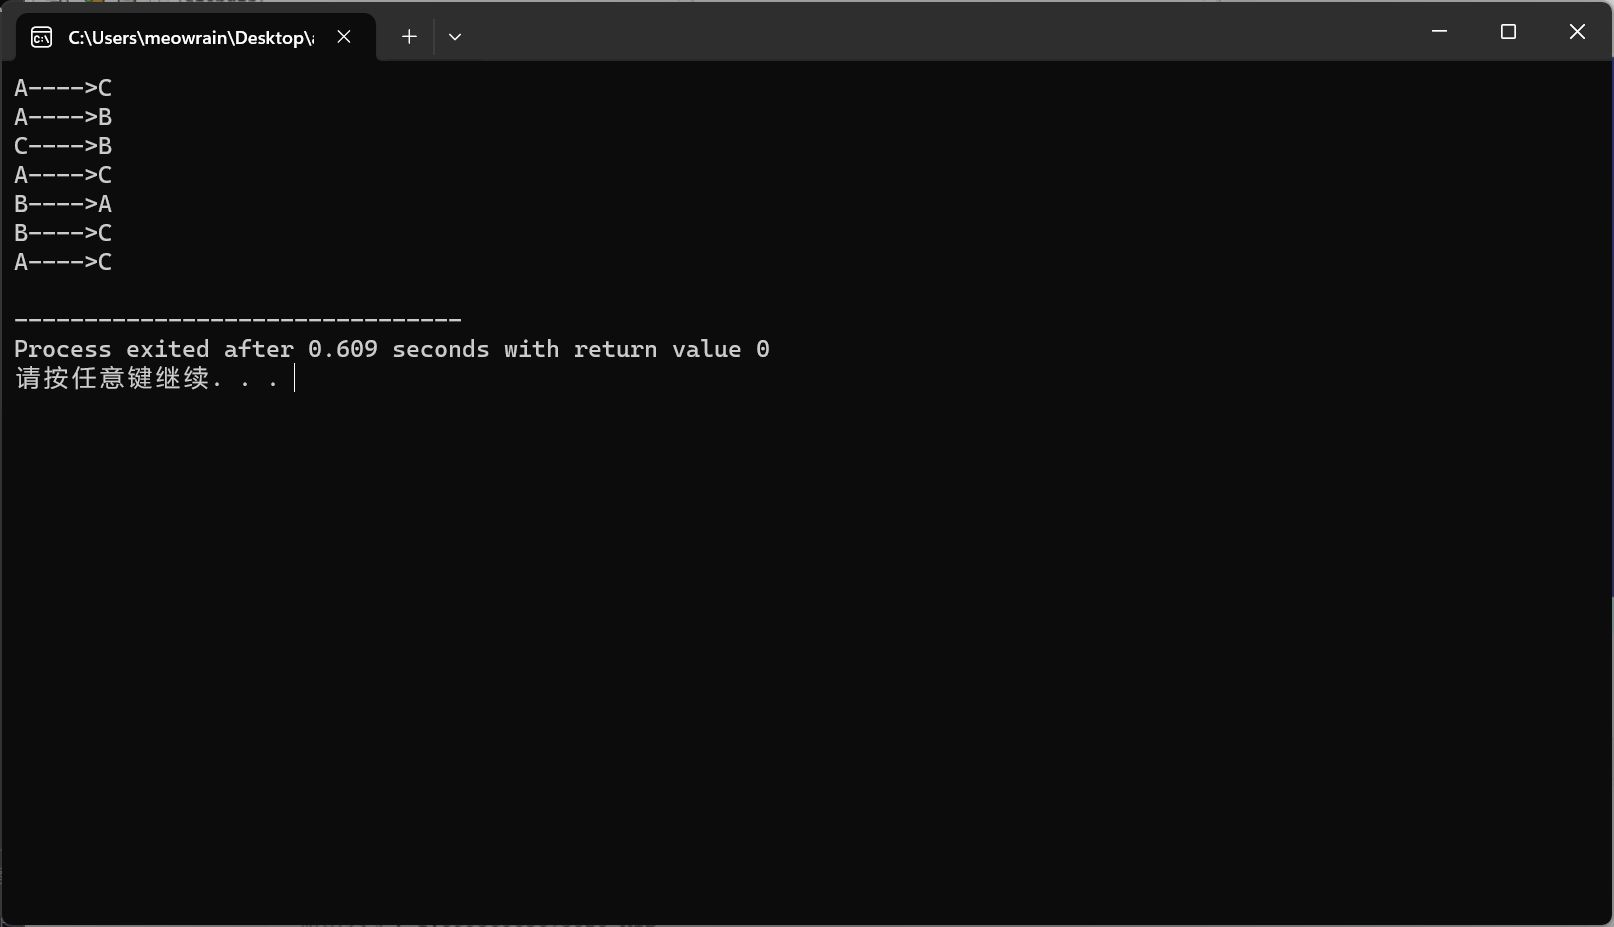 C:\Users\meowrain\Desktop\
A---->C
A---->B
C---->B
A---->C
B---->A
B---->C
A---->C
--------------------------------
Process exited after 0.609 seconds with return value 0
请按任意键继续. . .